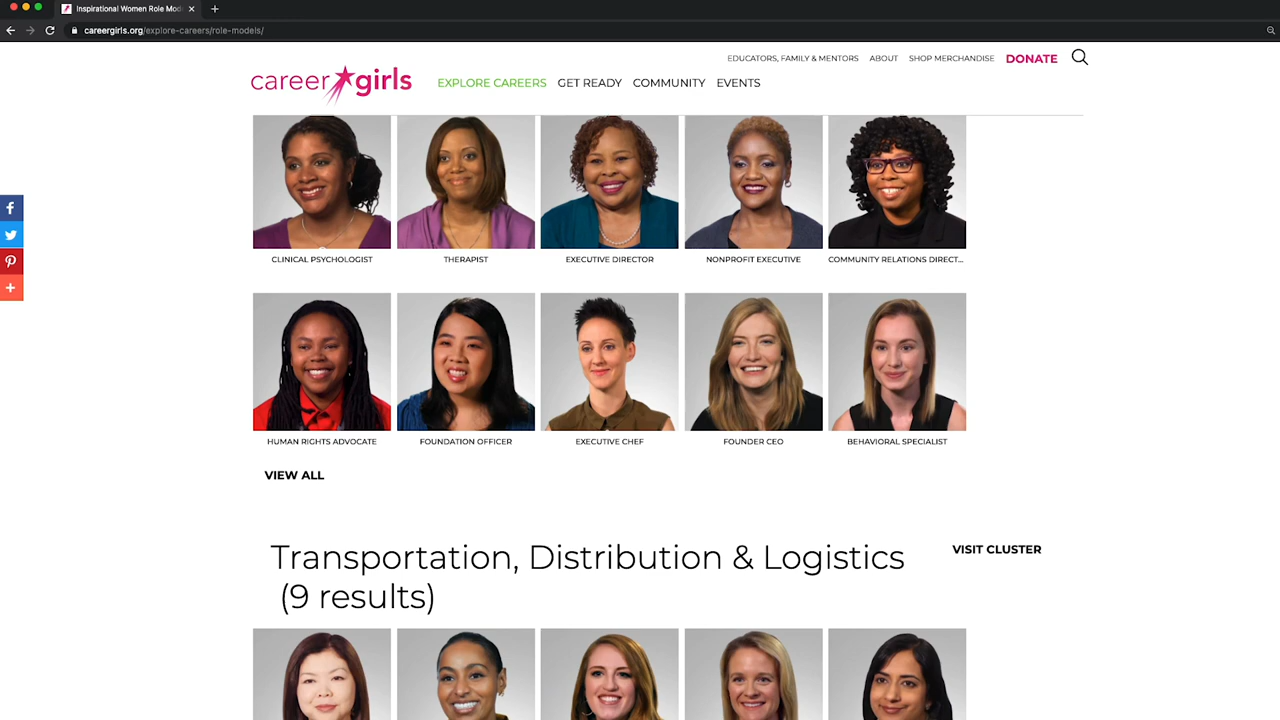 Inspirational Women Role Mod
careergirls.org/explore-careers/role-models/
EDUCATORS, FAMILY & MENTORS ABOUT SHOP MERCHANDISE DONATE
career girls EXPLORE CAREERS GET READY COMMUNITY EVENTS
CLINICAL PSYCHOLOGIST THERAPIST EXECUTIVE DIRECTOR NONPROFIT EXECUTIVE COMMUNITY RELATIONS DIRECT...
HUMAN RIGHTS ADVOCATE FOUNDATION OFFICER EXECUTIVE CHEF FOUNDER CEO BEHAVIORAL SPECIALIST
VIEW ALL
Transportation, Distribution & Logistics VISIT CLUSTER
(9 results)